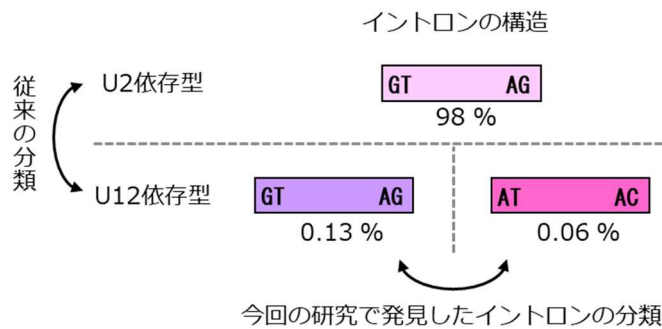 イントロンの構造
従来の分類
U2依存型
GT AG
98 %
U12依存型
GT AG
AT AC
0.13 %
0.06 %
今回の研究で発見したイントロンの分類